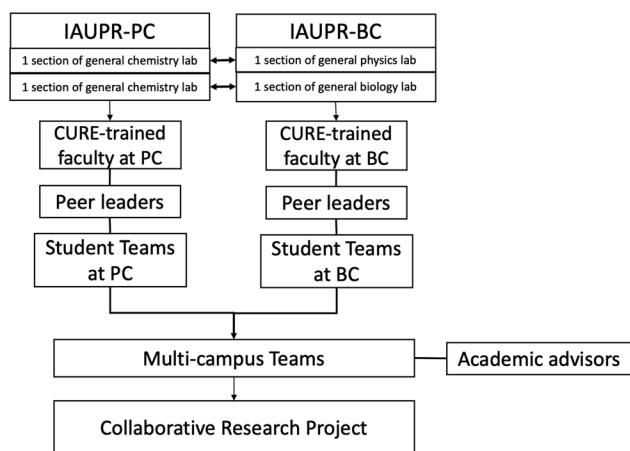 IAUPR-PC
1 section of general chemistry lab
1 section of general chemistry lab
IAUPR-BC
1 section of general physics lab
1 section of general biology lab
CURE-trained
faculty at PC
CURE-trained
faculty at BC
Peer leaders
Peer leaders
Student Teams
at PC
Student Teams
at BC
Multi-campus Teams
Academic advisors
Collaborative Research Project